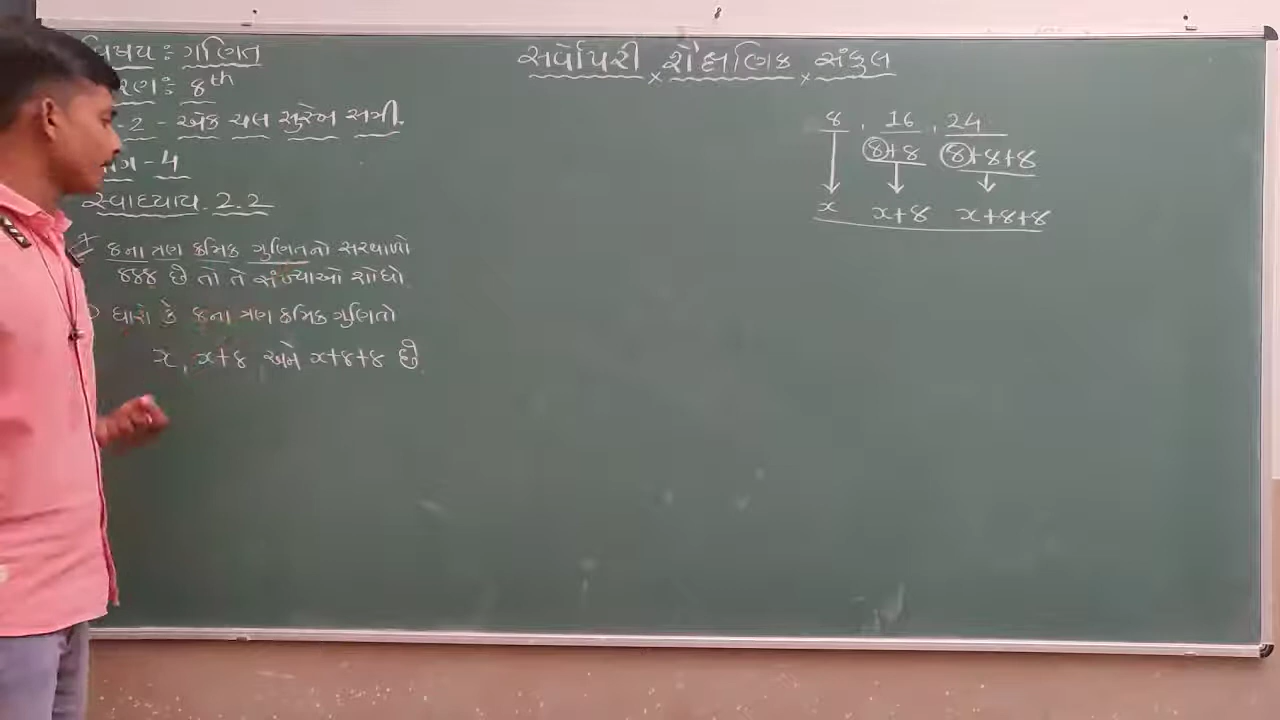 વિષય : ગણિત
રણ : 8th
-2 - એક ચલ સુરેખ સમી.
ભાગ - 4
સ્વાધ્યાય 2.2
8ના ત્રણ ક્રમિક ગુણિતનો સરવાળો
888 છે તો તે સંખ્યાઓ શોધો.
ધારો કે 8ના ત્રણ ક્રમિક ગુણિતો
x, x+8 અને x+8+8 છે.
સર્વોપરી શૈક્ષણિક સંકુલ
8 , 16 , 24
8+8 8+8+8
x x+8 x+8+8